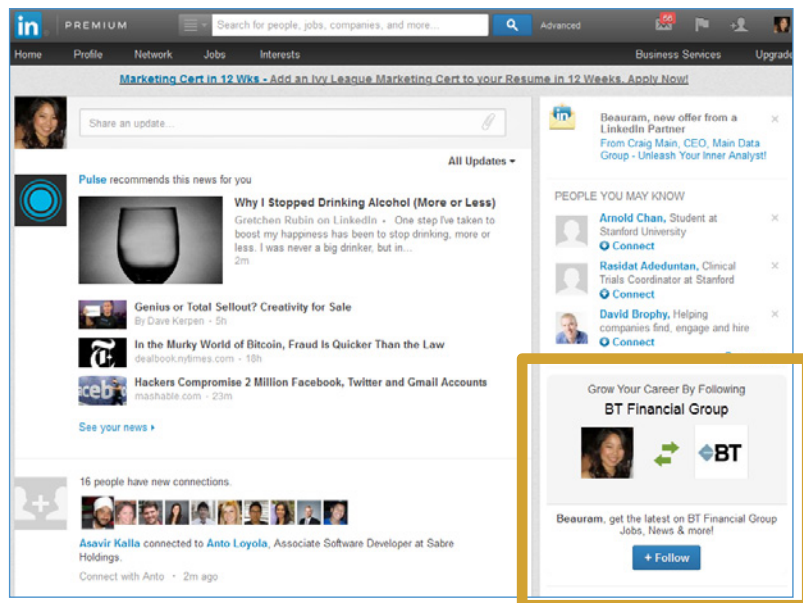 in PREMIUM Search for people, jobs, companies, and more... Advanced 66
Home Profile Network Jobs Interests Business Services Upgrade
Marketing Cert in 12 Wks - Add an Ivy League Marketing Cert to your Resume in 12 Weeks. Apply Now!
Share an update...
All Updates
Pulse recommends this news for you
Why I Stopped Drinking Alcohol (More or Less)
Gretchen Rubin on LinkedIn • One step I've taken to
boost my happiness has been to stop drinking, more or
less. I was never a big drinker, but in...
2m
Genius or Total Sellout? Creativity for Sale
By Dave Kerpen • 5h
In the Murky World of Bitcoin, Fraud Is Quicker Than the Law
dealbook.nytimes.com • 18h
faceb
Hackers Compromise 2 Million Facebook, Twitter and Gmail Accounts
mashable.com • 23m
See your news
16 people have new connections.
Asavir Kalla connected to Anto Loyola, Associate Software Developer at Sabre
Holdings.
Connect with Anto • 2m ago
in
Beauram, new offer from a
LinkedIn Partner
From Craig Main, CEO, Main Data
Group - Unleash Your Inner Analyst!
PEOPLE YOU MAY KNOW
Arnold Chan, Student at
Stanford University
Connect
Rasidat Adeduntan, Clinical
Trials Coordinator at Stanford
Connect
David Brophy, Helping
companies find, engage and hire
Connect
Grow Your Career By Following
BT Financial Group
BT
Beauram, get the latest on BT Financial Group
Jobs, News & more!
+ Follow